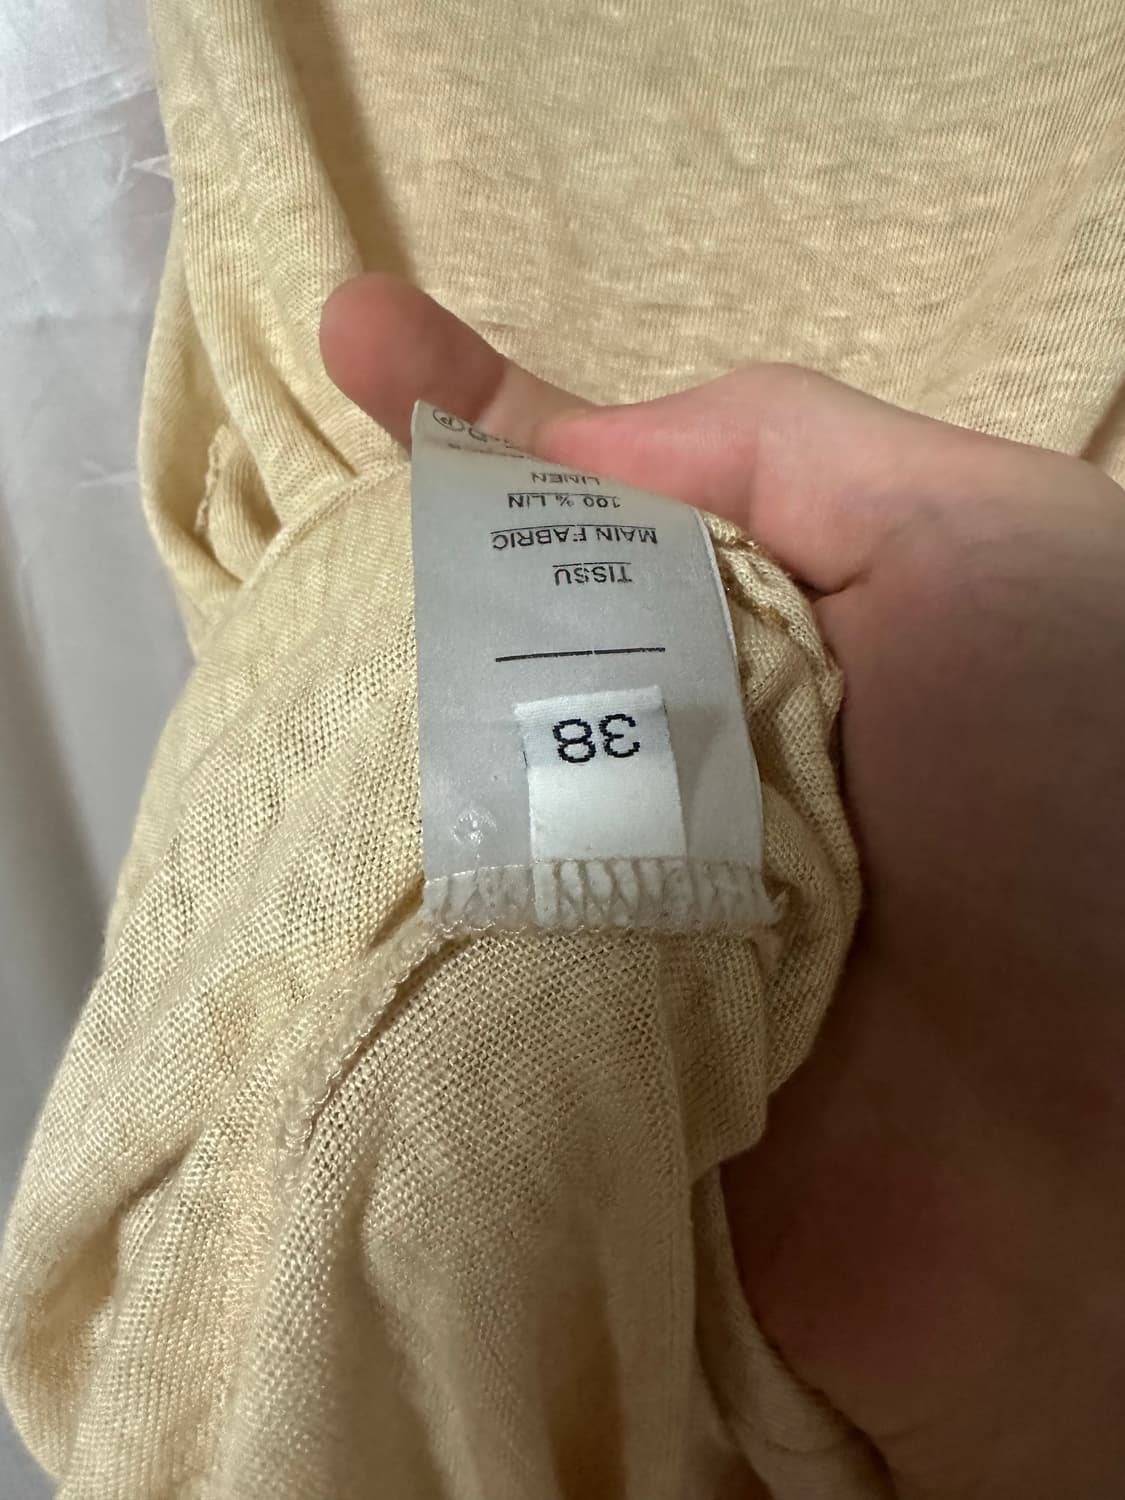 38
TISSU
MAIN FABRIC
100 % LIN
LINEN
P